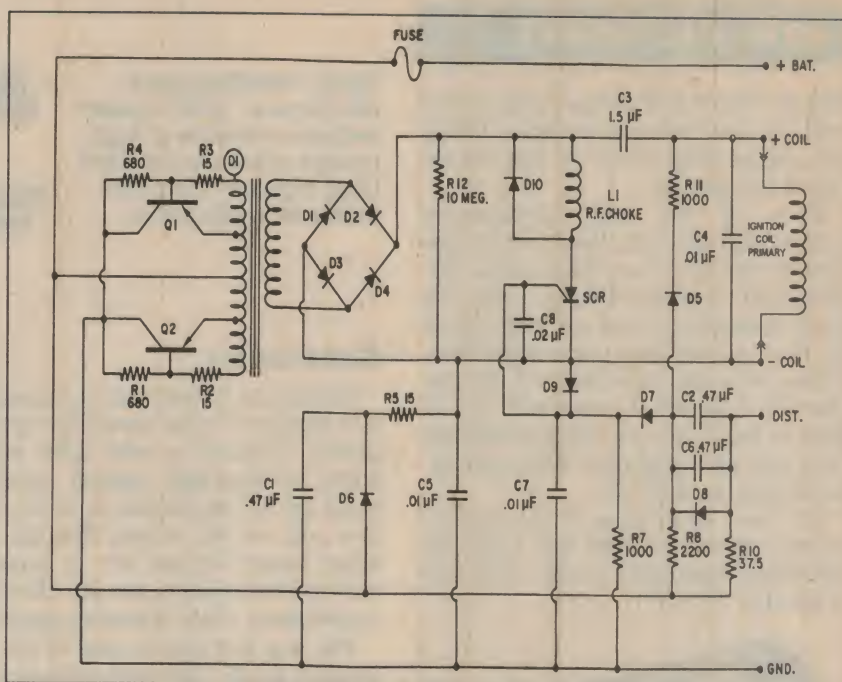 FUSE
+ BAT.
C3
1.5 µF
R4
680
R3
15
D1
+ COIL
Q1
D1
D2
D3
D4
R12
10 MEG.
D10
L1
R.F. CHOKE
R11
1000
C4
.01 µF
IGNITION
COIL
PRIMARY
SCR
D5
C8
.02 µF
Q2
- COIL
R1
680
R2
15
R5 15
D9
D7
C2 .47 µF
DIST.
C6 .47 µF
C1
.47 µF
D6
C5
.01 µF
C7
.01 µF
D8
R7
1000
R8
2200
R10
37.5
GND.